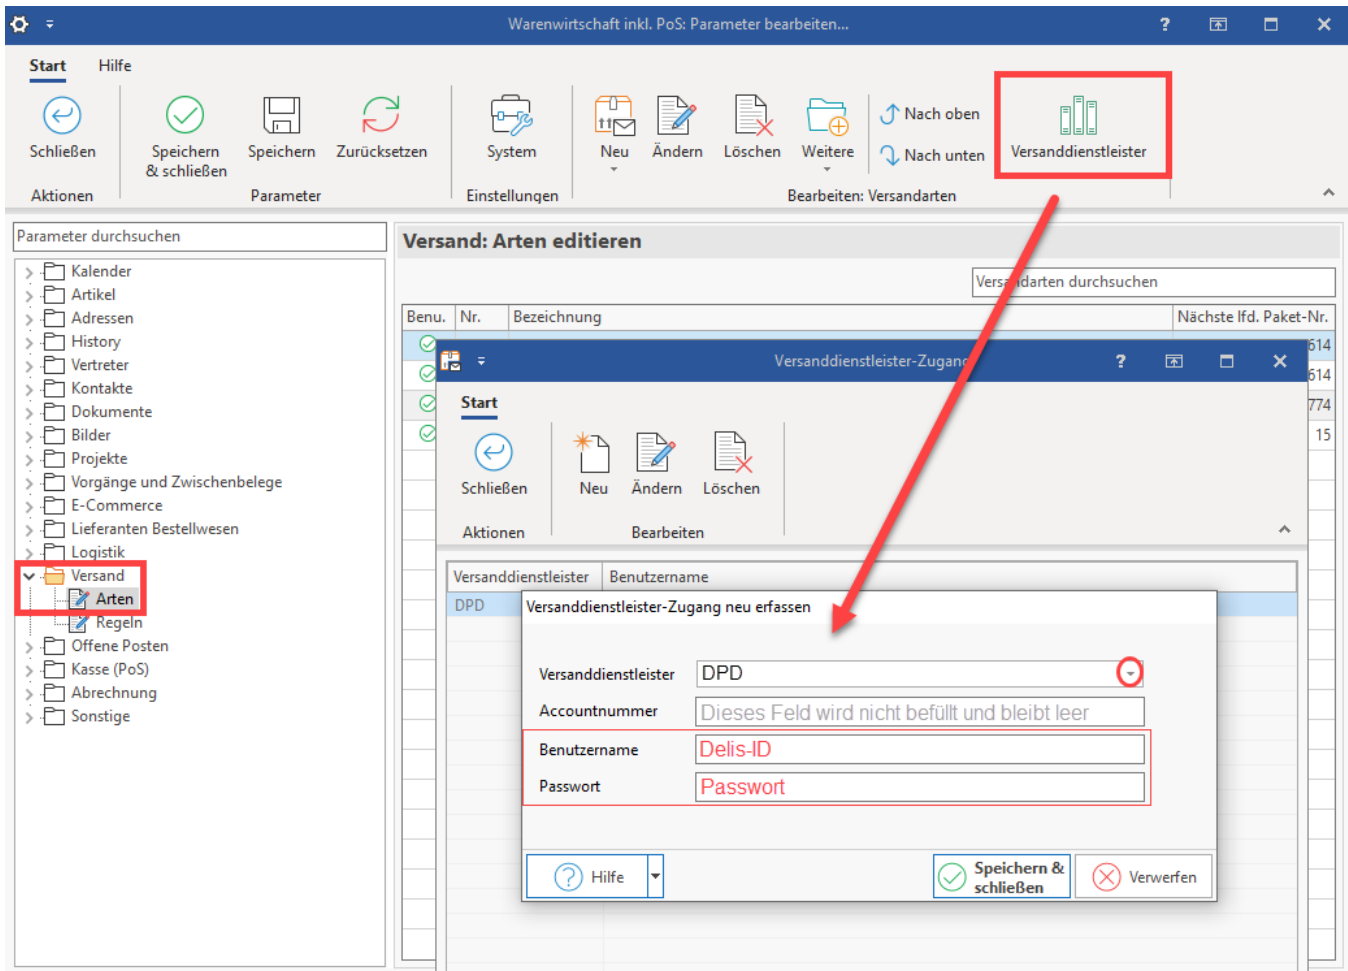 Warenwirtschaft inkl. PoS: Parameter bearbeiten...
?
Start
Hilfe
Schließen
Speichern
& schließen
Speichern
Zurücksetzen
System
Neu
Ändern
Löschen
Weitere
Nach oben
Nach unten
Versanddienstleister
Aktionen
Parameter
Einstellungen
Bearbeiten: Versandarten
Parameter durchsuchen
Kalender
Artikel
Adressen
History
Vertreter
Kontakte
Dokumente
Bilder
Projekte
Vorgänge und Zwischenbelege
E-Commerce
Lieferanten Bestellwesen
Logistik
Versand
Arten
Regeln
Offene Posten
Kasse (PoS)
Abrechnung
Sonstige
Versand: Arten editieren
Versandarten durchsuchen
Benu.
Nr.
Bezeichnung
Nächste lfd. Paket-Nr.
614
614
774
15
Versanddienstleister-Zugang
?
Start
Schließen
Neu
Ändern
Löschen
Aktionen
Bearbeiten
Versanddienstleister
Benutzername
DPD
Versanddienstleister-Zugang neu erfassen
Versanddienstleister
DPD
Accountnummer
Dieses Feld wird nicht befüllt und bleibt leer
Benutzername
Delis-ID
Passwort
Passwort
Hilfe
Speichern &
schließen
Verwerfen